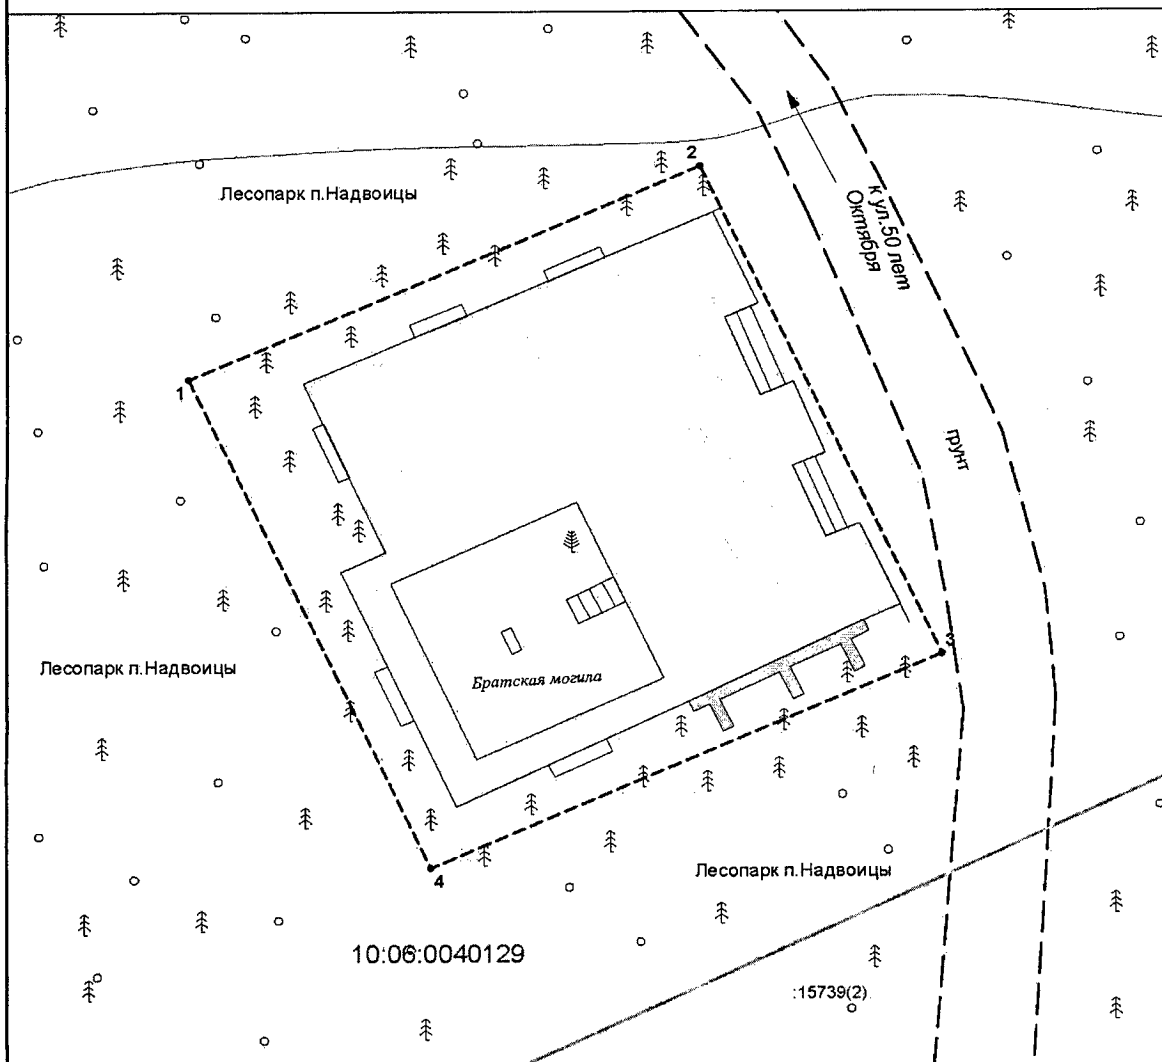 2
Лесопарк п.Надвоицы
к ул.50 лет
Октября
1
грунт
3
Лесопарк п.Надвоицы
Братская могила
Лесопарк п.Надвоицы
4
10:06:0040129
:15739(2)